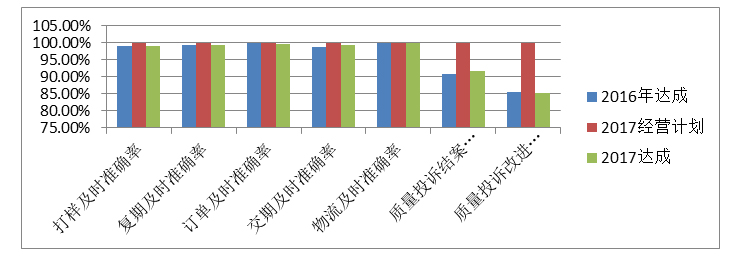 105.00%
100.00%
95.00%
90.00%
85.00%
80.00%
75.00%
打样及时准确率
复期及时准确率
订单及时准确率
交期及时准确率
物流及时准确率
质量投诉结案…
质量投诉改进…
2016年达成
2017经营计划
2017达成